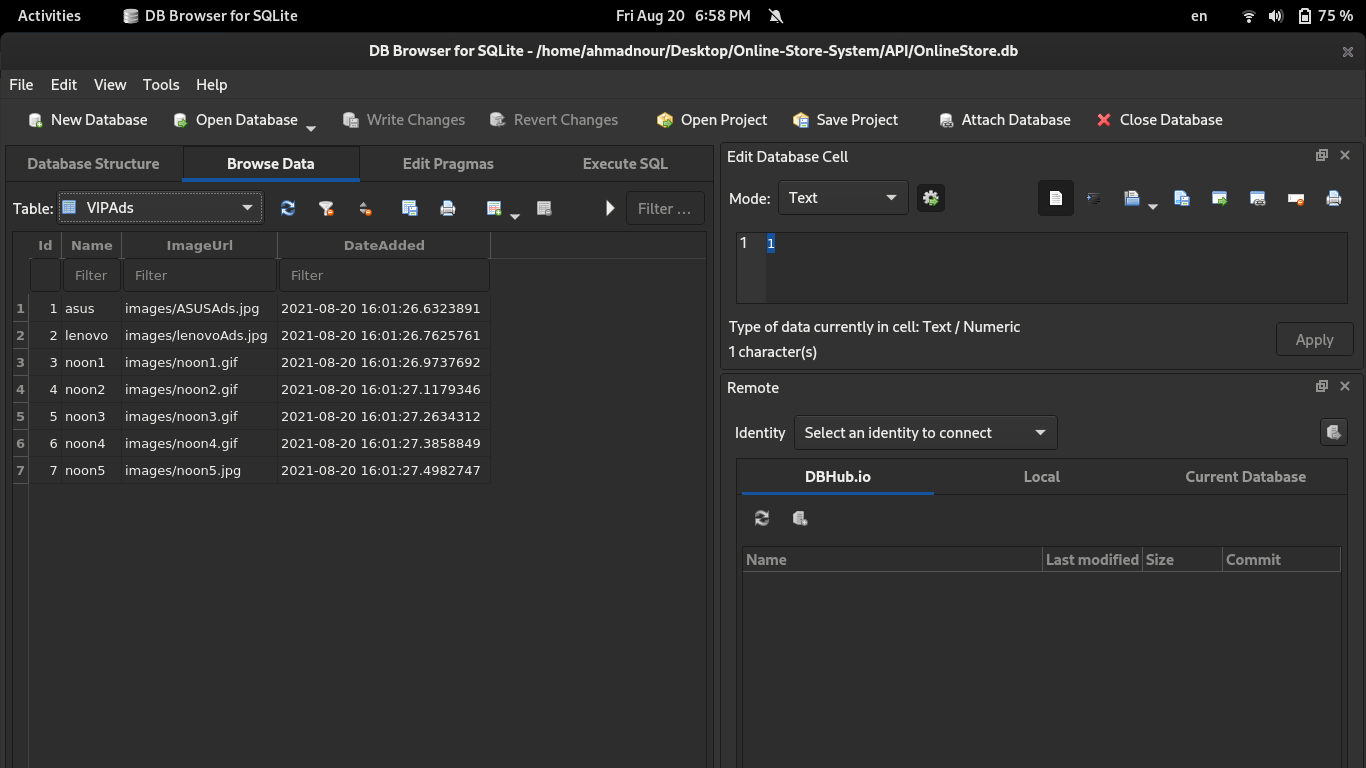 Activities DB Browser for SQLite Fri Aug 20 6:58 PM en 75 %
DB Browser for SQLite - /home/ahmadnour/Desktop/Online-Store-System/API/OnlineStore.db
File Edit View Tools Help
New Database Open Database Write Changes Revert Changes Open Project Save Project Attach Database Close Database
Database Structure Browse Data Edit Pragmas Execute SQL
Table: VIPAds Filter ...
Id Name ImageUrl DateAdded
Filter Filter Filter
1 1 asus images/ASUSAds.jpg 2021-08-20 16:01:26.6323891
2 2 lenovo images/lenovoAds.jpg 2021-08-20 16:01:26.7625761
3 3 noon1 images/noon1.gif 2021-08-20 16:01:26.9737692
4 4 noon2 images/noon2.gif 2021-08-20 16:01:27.1179346
5 5 noon3 images/noon3.gif 2021-08-20 16:01:27.2634312
6 6 noon4 images/noon4.gif 2021-08-20 16:01:27.3858849
7 7 noon5 images/noon5.jpg 2021-08-20 16:01:27.4982747
Edit Database Cell
Mode: Text
1 1
Type of data currently in cell: Text / Numeric
1 character(s)
Apply
Remote
Identity Select an identity to connect
DBHub.io Local Current Database
Name Last modified Size Commit